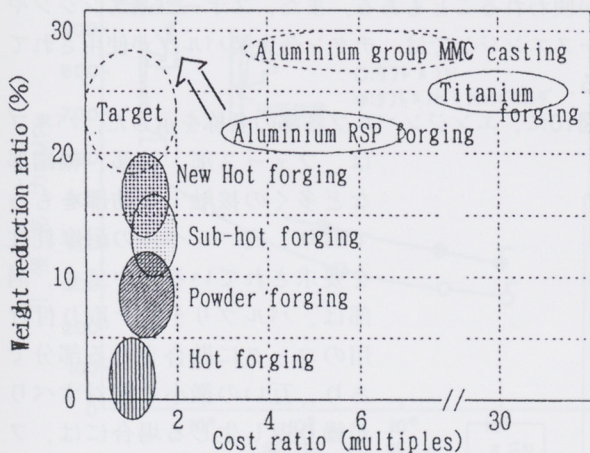 Weight reduction ratio (%)
30
20
10
0
Aluminium group MMC casting
Titanium
forging
Target
Aluminium RSP forging
New Hot forging
Sub-hot forging
Powder forging
Hot forging
2
4
6
30
Cost ratio (multiples)